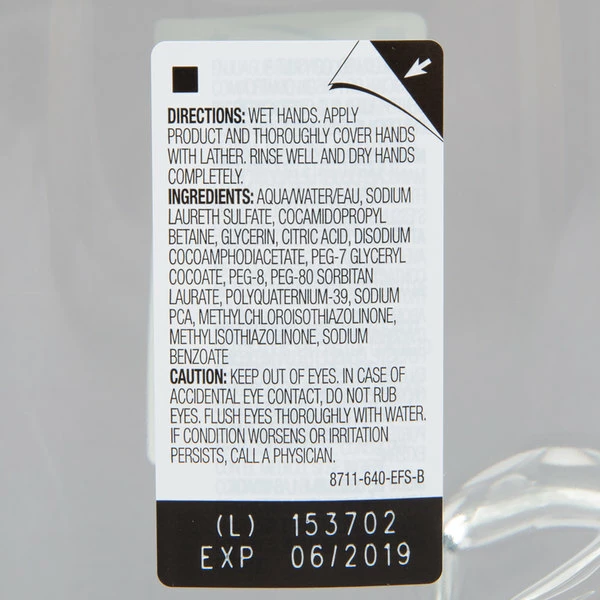 DIRECTIONS: WET HANDS. APPLY
PRODUCT AND THOROUGHLY COVER HANDS
WITH LATHER. RINSE WELL AND DRY HANDS
COMPLETELY.
INGREDIENTS: AQUA/WATER/EAU, SODIUM
LAURETH SULFATE, COCAMIDOPROPYL
BETAINE, GLYCERIN, CITRIC ACID, DISODIUM
COCOAMPHODIACETATE, PEG-7 GLYCERYL
COCOATE, PEG-8, PEG-80 SORBITAN
LAURATE, POLYQUATERNIUM-39, SODIUM
PCA, METHYLCHLOROISOTHIAZOLINONE,
METHYLISOTHIAZOLINONE, SODIUM
BENZOATE
CAUTION: KEEP OUT OF EYES. IN CASE OF
ACCIDENTAL EYE CONTACT, DO NOT RUB
EYES. FLUSH EYES THOROUGHLY WITH WATER.
IF CONDITION WORSENS OR IRRITATION
PERSISTS, CALL A PHYSICIAN.
8711-640-EFS-B
(L) 153702
EXP 06/2019